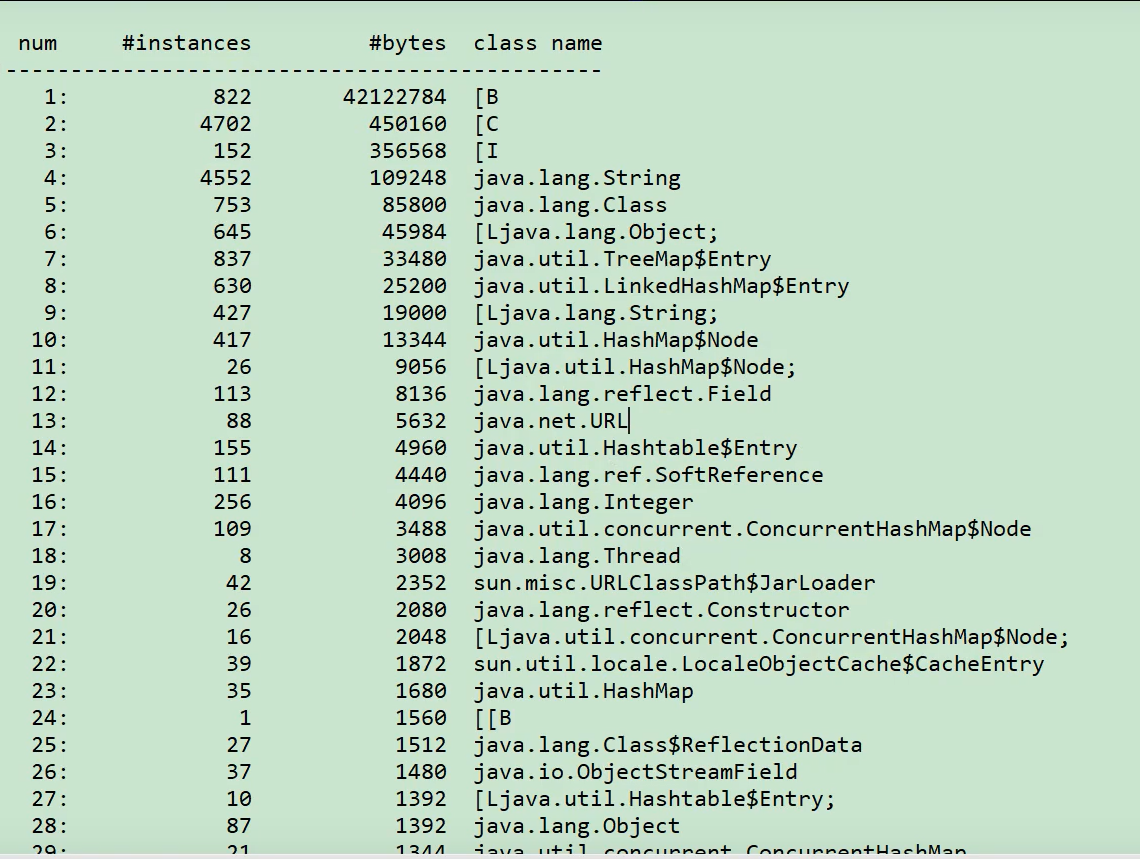 num #instances #bytes class name
----------------------------------------------
1: 822 42122784 [B
2: 4702 450160 [C
3: 152 356568 [I
4: 4552 109248 java.lang.String
5: 753 85800 java.lang.Class
6: 645 45984 [Ljava.lang.Object;
7: 837 33480 java.util.TreeMap$Entry
8: 630 25200 java.util.LinkedHashMap$Entry
9: 427 19000 [Ljava.lang.String;
10: 417 13344 java.util.HashMap$Node
11: 26 9056 [Ljava.util.HashMap$Node;
12: 113 8136 java.lang.reflect.Field
13: 88 5632 java.net.URL
14: 155 4960 java.util.Hashtable$Entry
15: 111 4440 java.lang.ref.SoftReference
16: 256 4096 java.lang.Integer
17: 109 3488 java.util.concurrent.ConcurrentHashMap$Node
18: 8 3008 java.lang.Thread
19: 42 2352 sun.misc.URLClassPath$JarLoader
20: 26 2080 java.lang.reflect.Constructor
21: 16 2048 [Ljava.util.concurrent.ConcurrentHashMap$Node;
22: 39 1872 sun.util.locale.LocaleObjectCache$CacheEntry
23: 35 1680 java.util.HashMap
24: 1 1560 [[B
25: 27 1512 java.lang.Class$ReflectionData
26: 37 1480 java.io.ObjectStreamField
27: 10 1392 [Ljava.util.Hashtable$Entry;
28: 87 1392 java.lang.Object
29: 21 1344 java.util.concurrent.ConcurrentHashMap